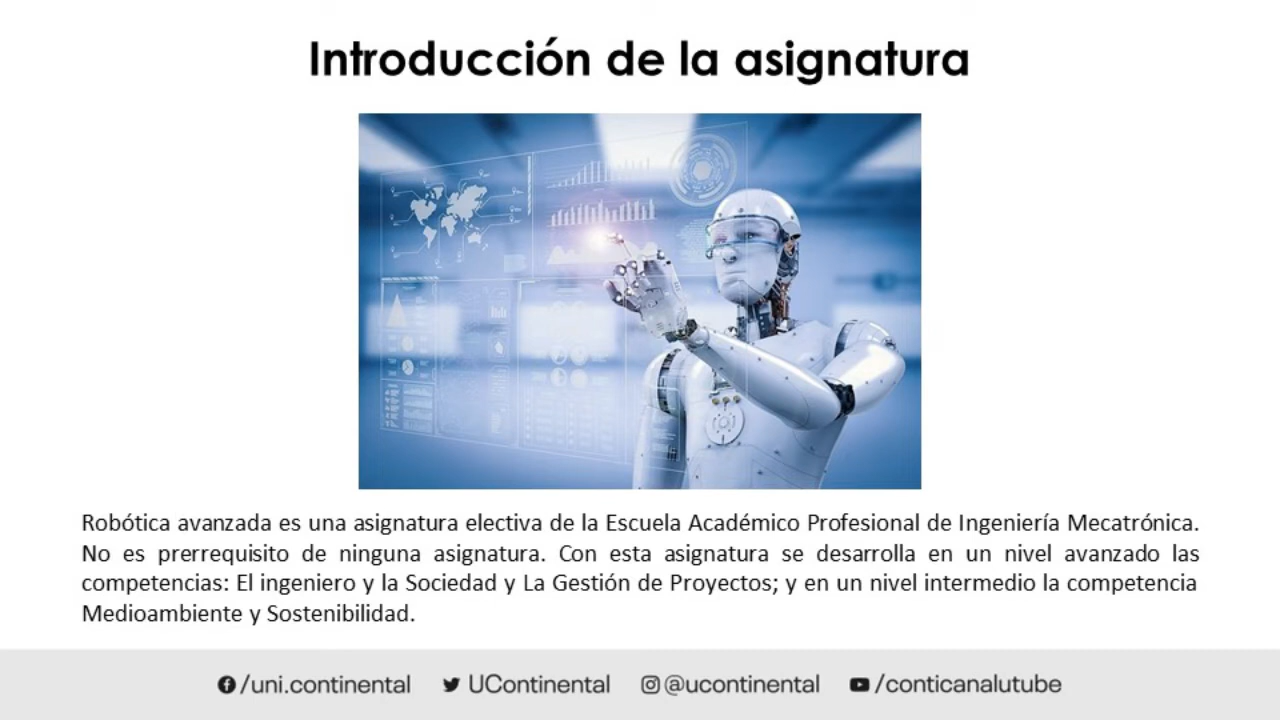 Introducción de la asignatura
Robótica avanzada es una asignatura electiva de la Escuela Académico Profesional de Ingeniería Mecatrónica.
No es prerrequisito de ninguna asignatura. Con esta asignatura se desarrolla en un nivel avanzado las
competencias: El ingeniero y la Sociedad y La Gestión de Proyectos; y en un nivel intermedio la competencia
Medioambiente y Sostenibilidad.
/uni.continental UContinental @ucontinental /conticanalutube